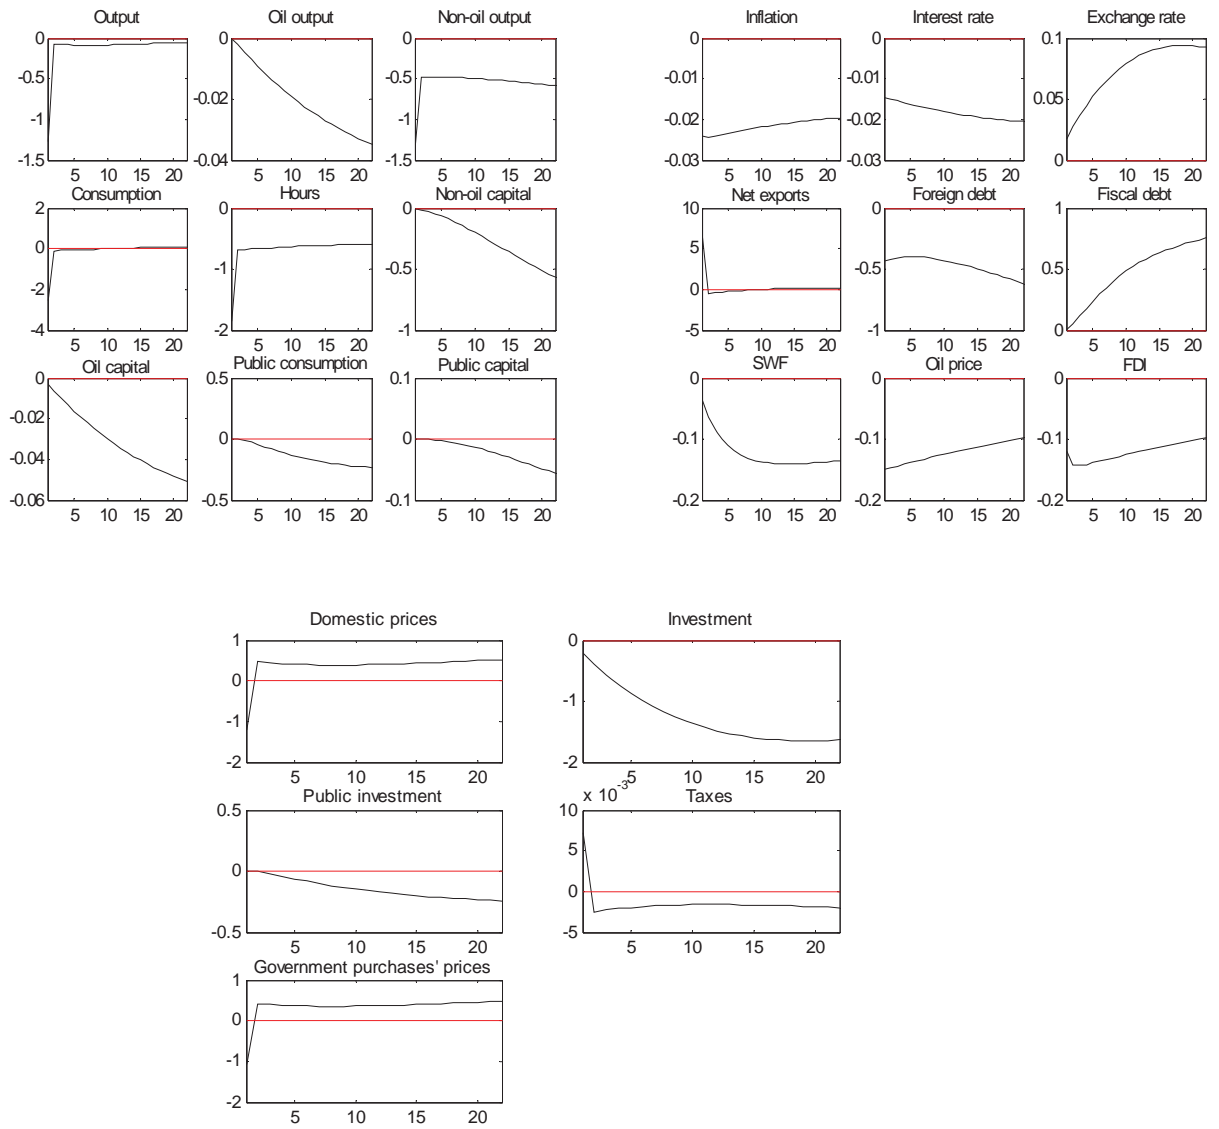 Output Oil output Non-oil output
0 0 0
-0.5 -0.02 -0.5
-1 -1
-1.5 -0.04 -1.5
5 10 15 20 5 10 15 20 5 10 15 20
Consumption Hours Non-oil capital
2 0 0
0 -1 -0.5
-2
-4 -2 -1
5 10 15 20 5 10 15 20 5 10 15 20
Oil capital Public consumption Public capital
0 0.5 0.1
-0.02 0 0
-0.04
-0.06 -0.5 -0.1
5 10 15 20 5 10 15 20 5 10 15 20
Inflation Interest rate Exchange rate
0 0 0.1
-0.01 -0.01 0.05
-0.02 -0.02
-0.03 -0.03 0
5 10 15 20 5 10 15 20 5 10 15 20
Net exports Foreign debt Fiscal debt
10 0 1
5 -0.5 0.5
0
-5 -1 0
5 10 15 20 5 10 15 20 5 10 15 20
SWF Oil price FDI
0 0 0
-0.1 -0.1 -0.1
-0.2 -0.2 -0.2
5 10 15 20 5 10 15 20 5 10 15 20
Domestic prices Investment
1 0
0 -1
-1
-2 -2
5 10 15 20 5 10 15 20
Public investment x 10⁻³ Taxes
0.5 10
0 5
0
-0.5 -5
5 10 15 20 5 10 15 20
Government purchases' prices
1
0
-1
-2
5 10 15 20